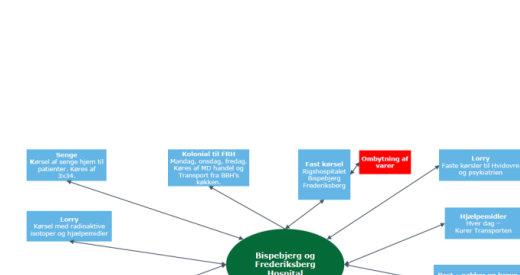 Senge
Kørsel af senge hjem til
patienter. Køres af
3x34.
Kolonial til FRH
Mandag, onsdag, fredag.
Køres af MD handel og
Transport fra BBH's
køkken.
Fast kørsel
Rigshospitalet
Bispebjerg
Frederiksberg
Ombytning af
varer
Lorry
Faste kørsler til Hvidovre
og psykiatrien
Lorry
Kørsel med radioaktive
isotoper og hjælpemidler
Hjælpemidler
Hver dag –
Kurer Transporten
Bispebjerg og
Frederiksberg
Hospital